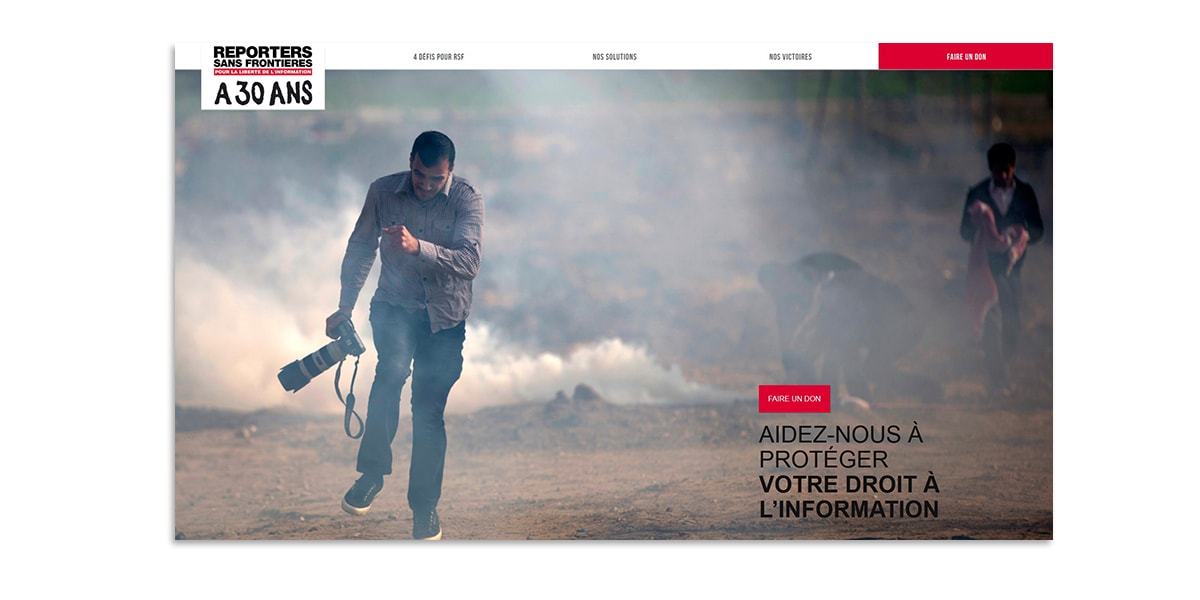 REPORTERS
SANS FRONTIERES
POUR LA LIBERTE DE L'INFORMATION
A 30 ANS
4 DÉFIS POUR RSF
NOS SOLUTIONS
NOS VICTOIRES
FAIRE UN DON
FAIRE UN DON
AIDEZ-NOUS À
PROTÉGER
VOTRE DROIT À
L'INFORMATION